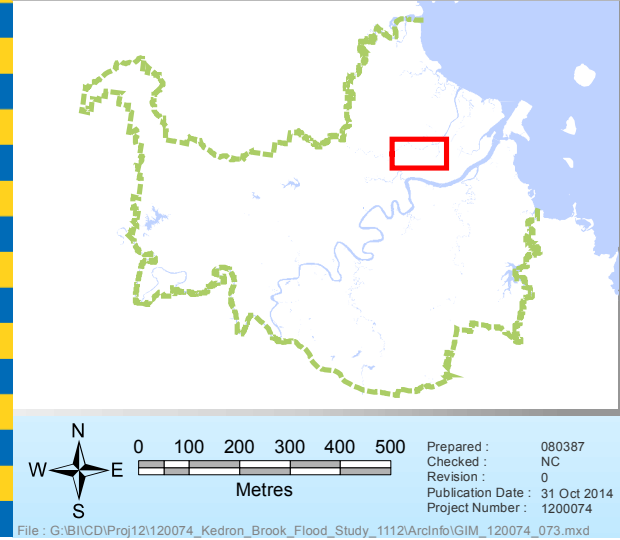 N
W E
S
0 100 200 300 400 500
Metres
Prepared : 080387
Checked : NC
Revision : 0
Publication Date : 31 Oct 2014
Project Number : 1200074
File : G:\BI\CD\Proj12\120074_Kedron_Brook_Flood_Study_1112\ArcInfo\GIM_120074_073.mxd